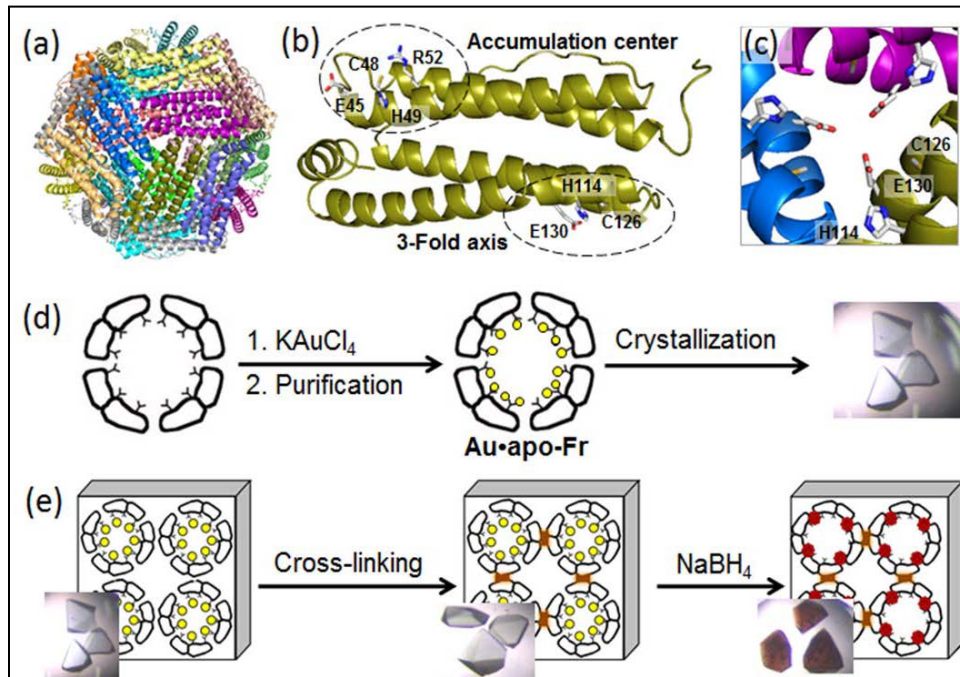 (a)
(b)
Accumulation center
C48
R52
E45
H49
H114
E130
C126
3-Fold axis
(c)
C126
E130
H114
(d)
1. KAuCl4
2. Purification
Crystallization
Au•apo-Fr
(e)
Cross-linking
NaBH4